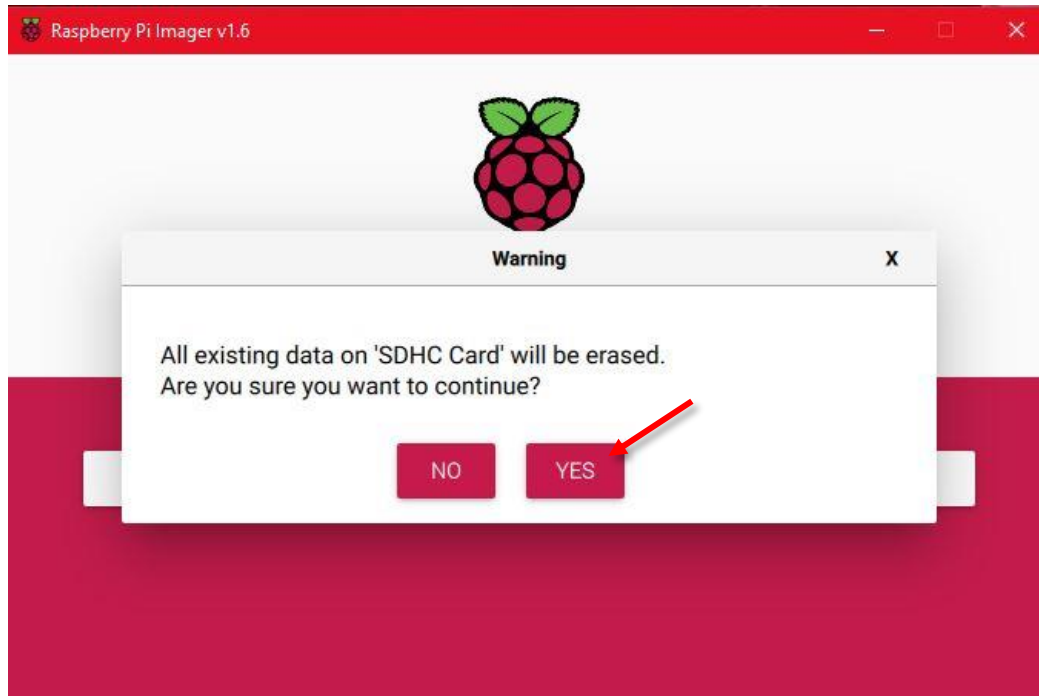 Raspberry Pi Imager v1.6
Warning
X
All existing data on 'SDHC Card' will be erased.
Are you sure you want to continue?
NO
YES